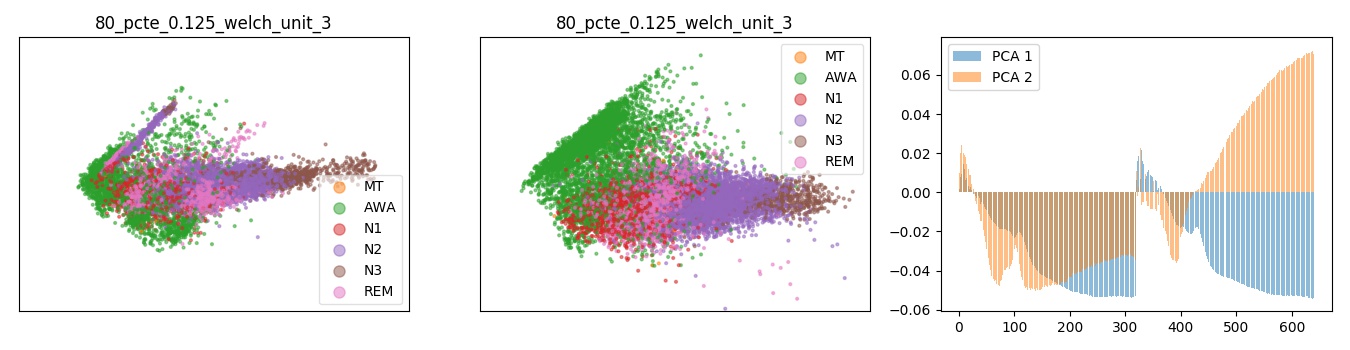 80_pcte_0.125_welch_unit_3
MT
AWA
N1
N2
N3
REM
80_pcte_0.125_welch_unit_3
MT
AWA
N1
N2
N3
REM
PCA 1
PCA 2
0.06
0.04
0.02
0.00
−0.02
−0.04
−0.06
0 100 200 300 400 500 600